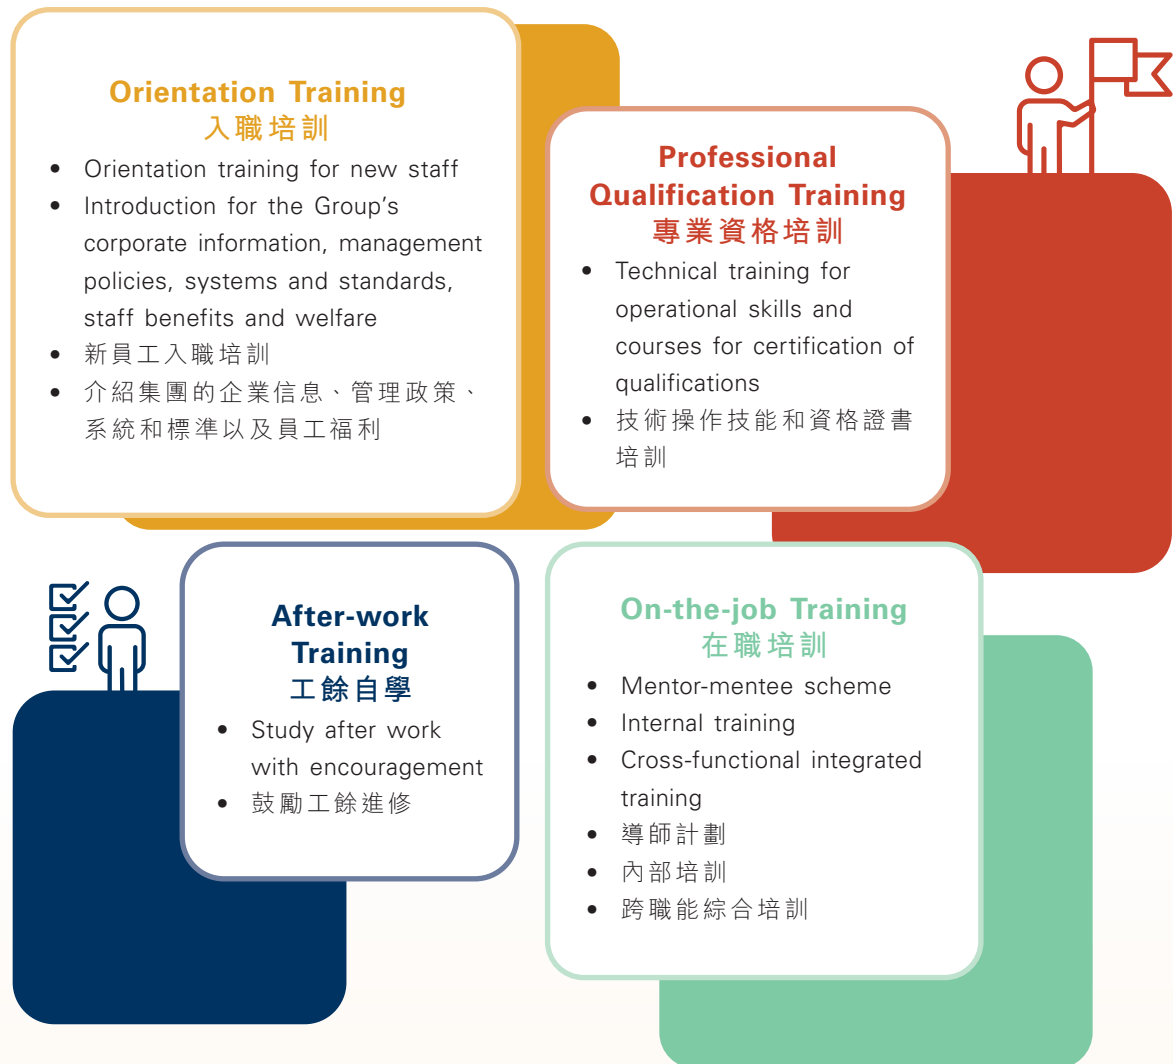 Orientation Training
入職培訓
• Orientation training for new staff
• Introduction for the Group’s
corporate information, management
policies, systems and standards,
staff benefits and welfare
• 新員工入職培訓
• 介紹集團的企業信息、管理政策、
系統和標準以及員工福利
Professional
Qualification Training
專業資格培訓
• Technical training for
operational skills and
courses for certification of
qualifications
• 技術操作技能和資格證書
培訓
After-work
Training
工餘自學
• Study after work
with encouragement
• 鼓勵工餘進修
On-the-job Training
在職培訓
• Mentor-mentee scheme
• Internal training
• Cross-functional integrated
training
• 導師計劃
• 內部培訓
• 跨職能綜合培訓